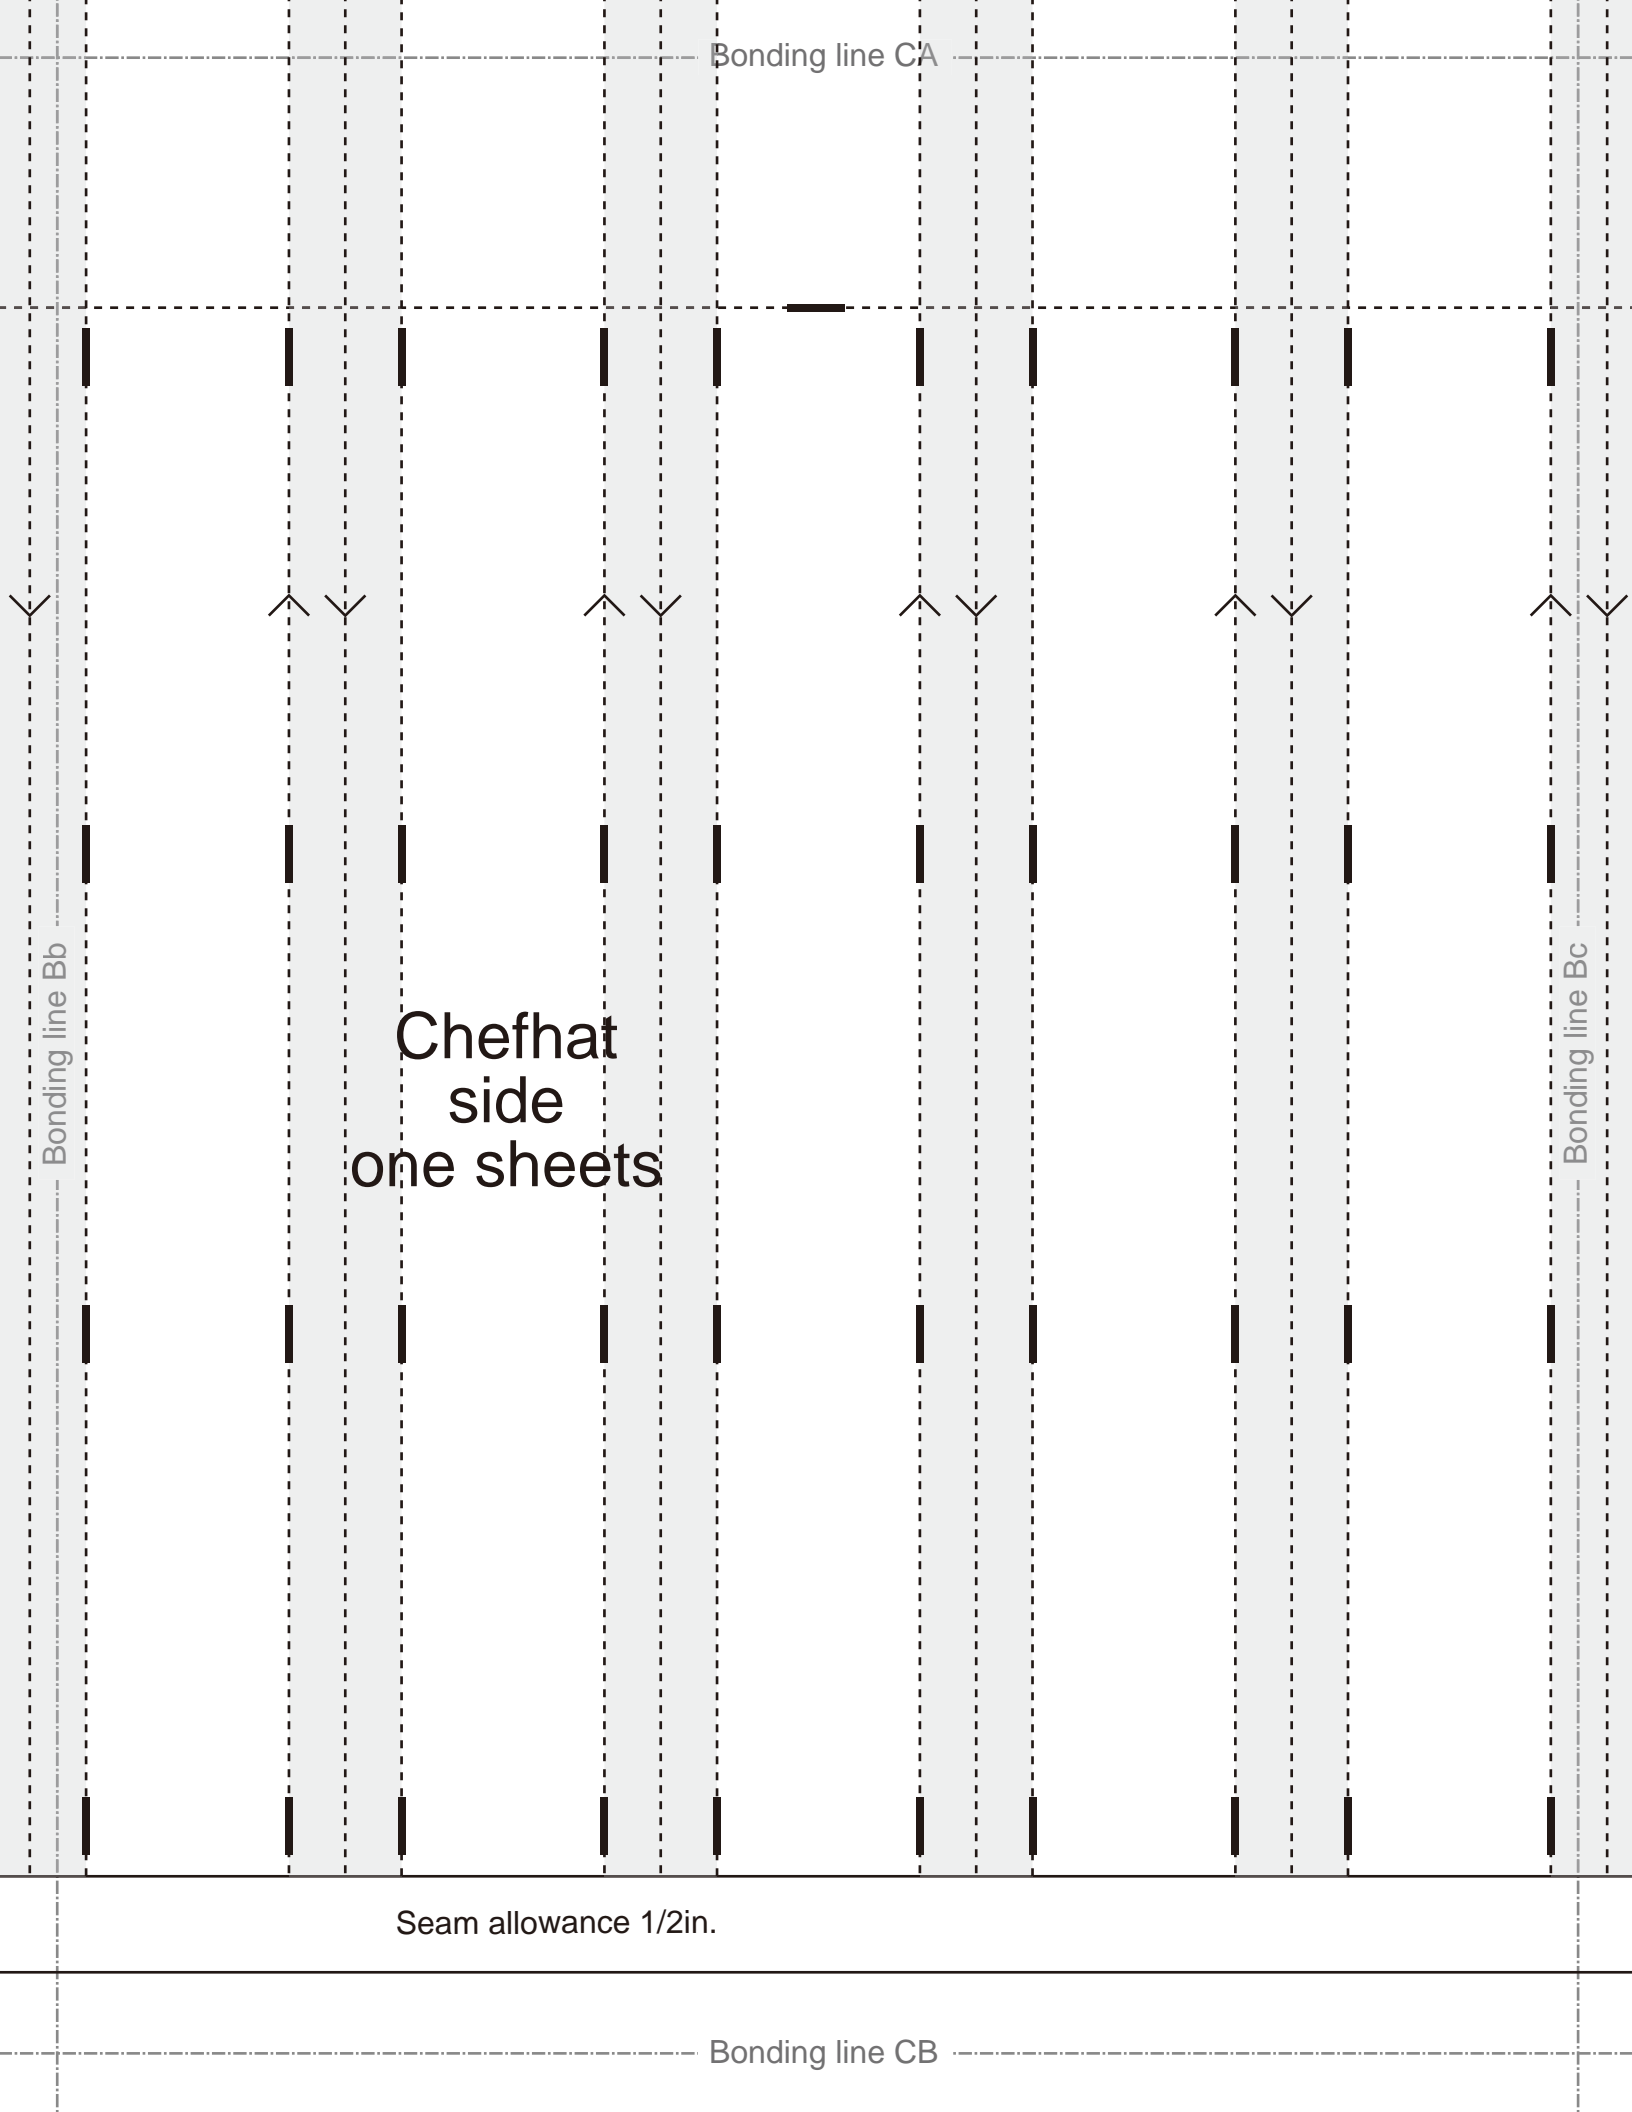 Bonding line CA
Bonding line Bb
Bonding line Bc
Chefhat
side
one sheets
Seam allowance 1/2in.
Bonding line CB